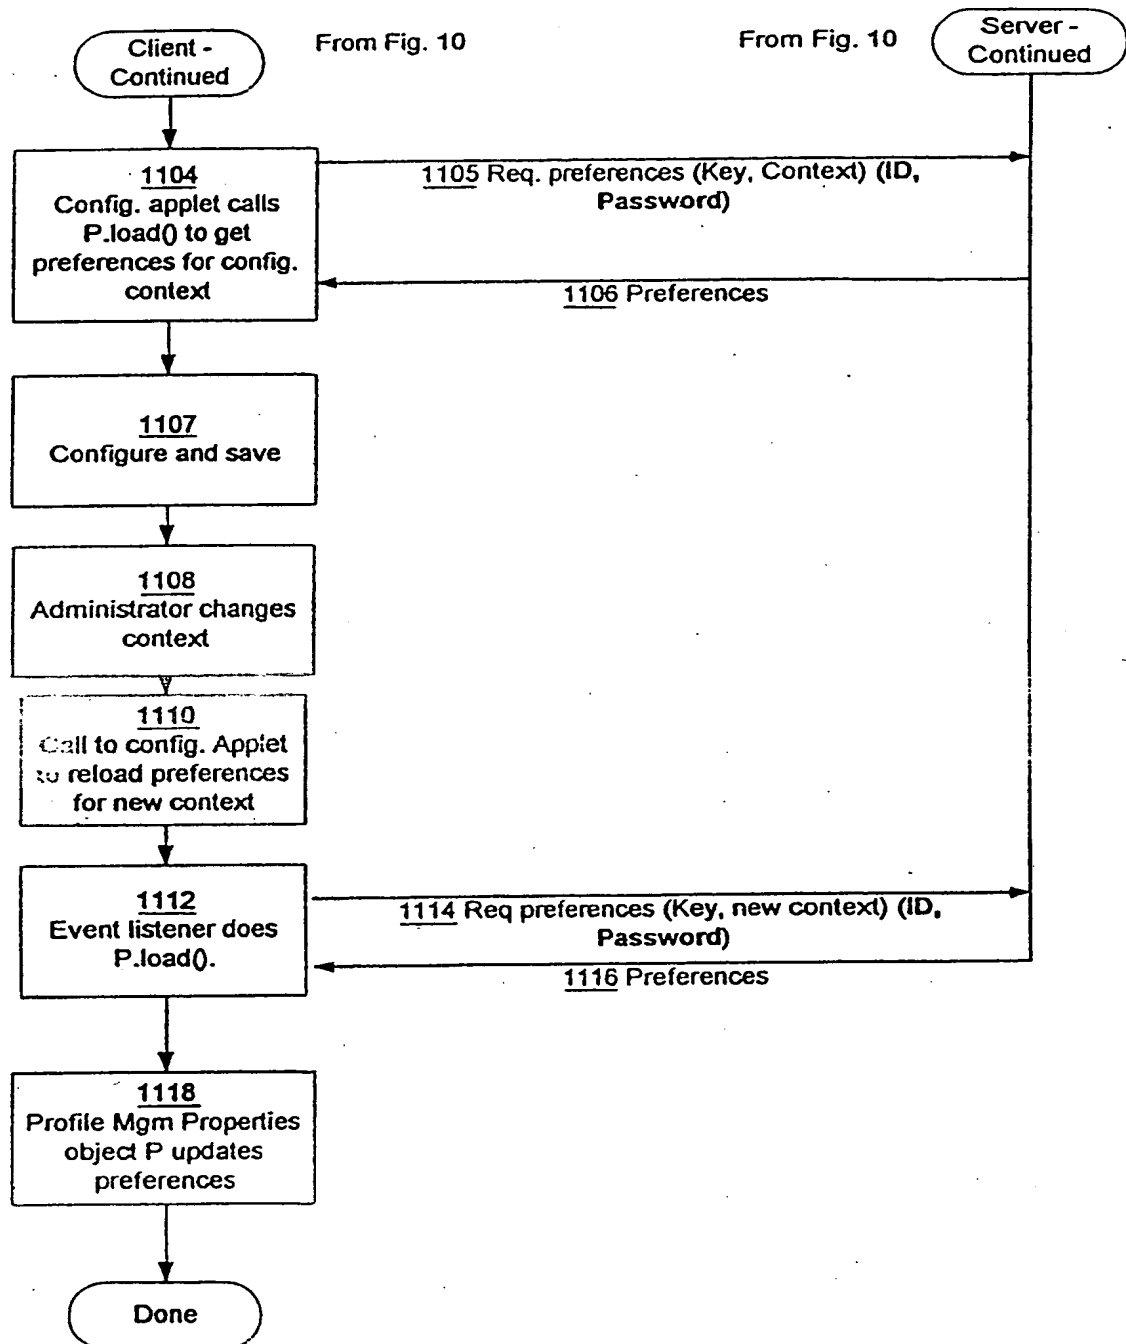 Client -
Continued
From Fig. 10
From Fig. 10
Server -
Continued
1104
Config. applet calls
P.load() to get
preferences for config.
context
1105 Req. preferences (Key, Context) (ID,
Password)
1106 Preferences
1107
Configure and save
1108
Administrator changes
context
1110
Call to config. Applet
to reload preferences
for new context
1112
Event listener does
P.load().
1114 Req preferences (Key, new context) (ID,
Password)
1116 Preferences
1118
Profile Mgm Properties
object P updates
preferences
Done